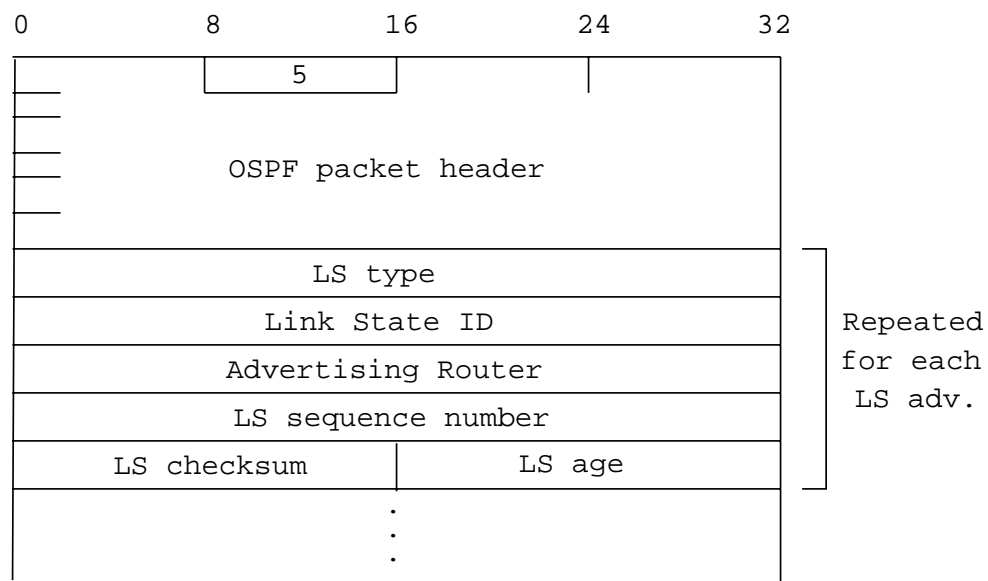 0 8 16 24 32
5
OSPF packet header
LS type
Link State ID
Advertising Router
LS sequence number
LS checksum LS age
Repeated
for each
LS adv.
.
.
.